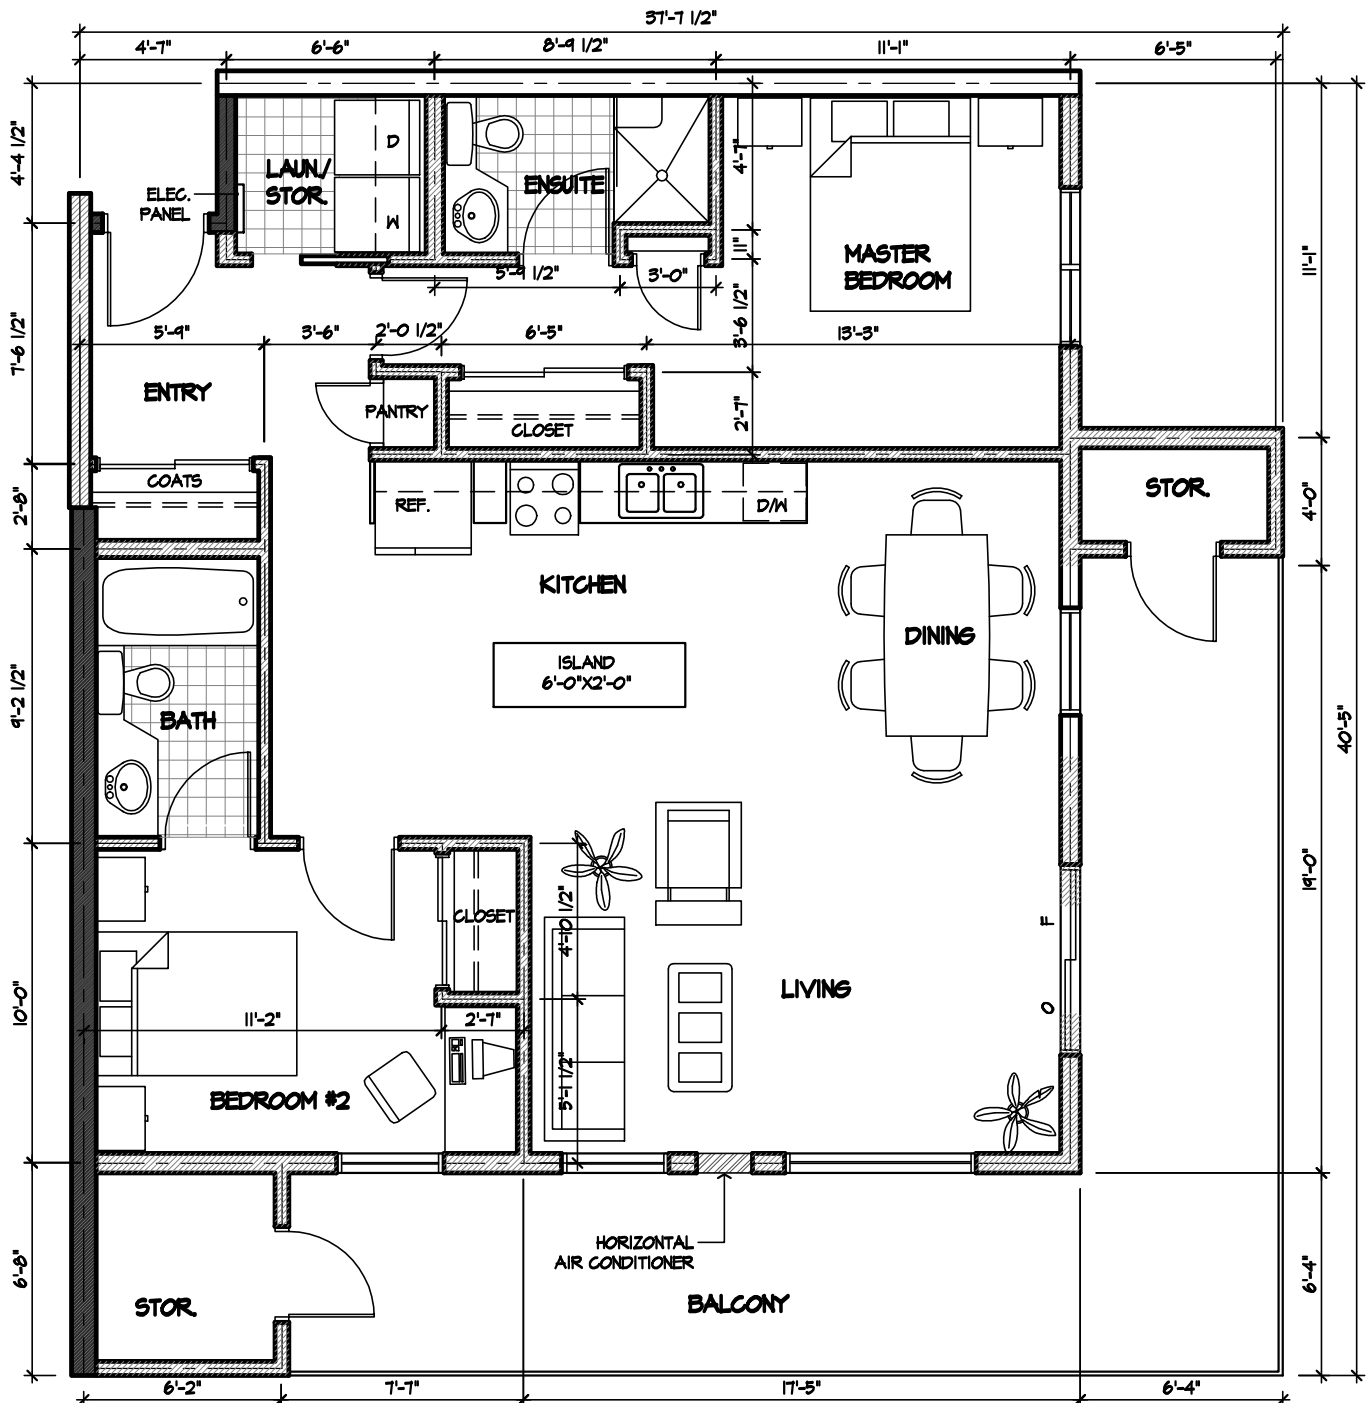 37'-7 1/2"
4'-7"
6'-6"
8'-9 1/2"
11'-1"
6'-5"
4'-4 1/2"
7'-6 1/2"
2'-8"
9'-2 1/2"
10'-0"
6'-8"
ELEC.
PANEL
LAUN./
STOR.
D
W
ENSUITE
4'-7"
11"
MASTER
BEDROOM
11'-1"
5'-9 1/2"
3'-0"
3'-6 1/2"
5'-9"
3'-6"
2'-0 1/2"
6'-5"
13'-3"
ENTRY
PANTRY
CLOSET
2'-7"
COATS
REF.
D/W
STOR.
4'-0"
KITCHEN
DINING
ISLAND
6'-0"X2'-0"
BATH
40'-5"
19'-0"
CLOSET
4'-10 1/2"
F
O
LIVING
11'-2"
2'-7"
5'-1 1/2"
BEDROOM #2
HORIZONTAL
AIR CONDITIONER
STOR.
BALCONY
6'-4"
6'-2"
7'-7"
17'-5"
6'-4"